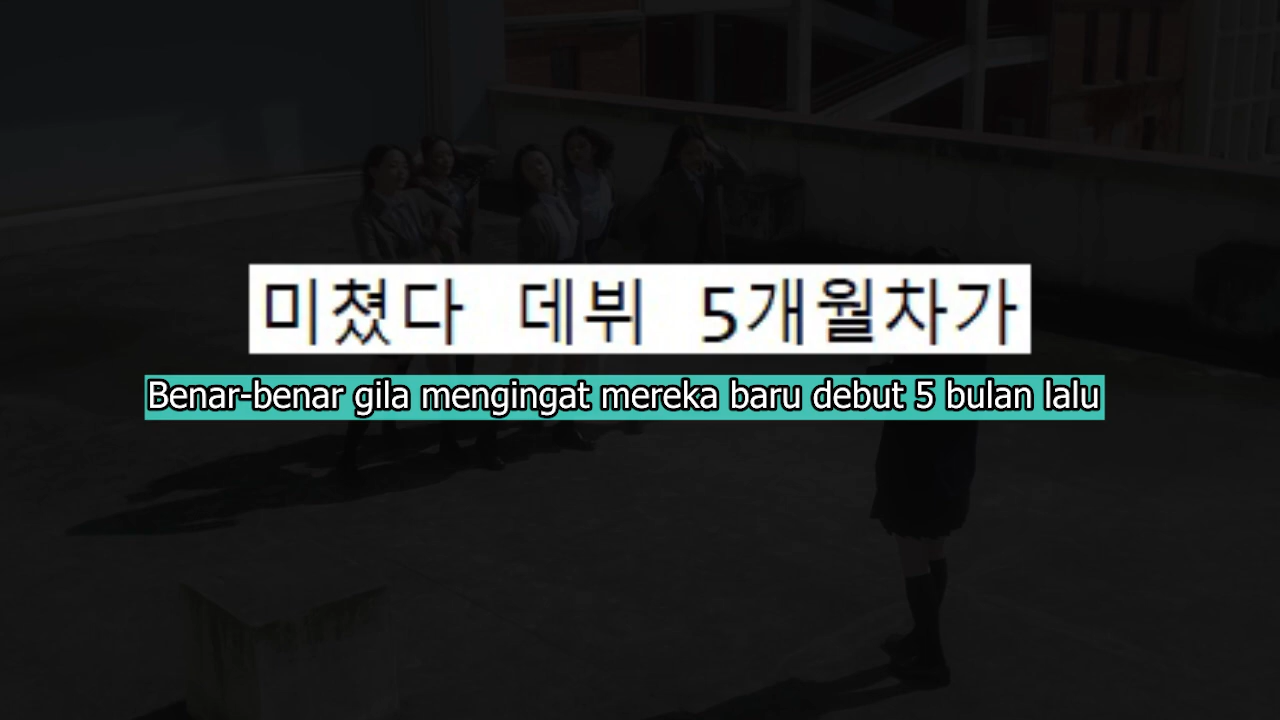 미쳤다 데뷔 5개월차가
Benar-benar gila mengingat mereka baru debut 5 bulan lalu